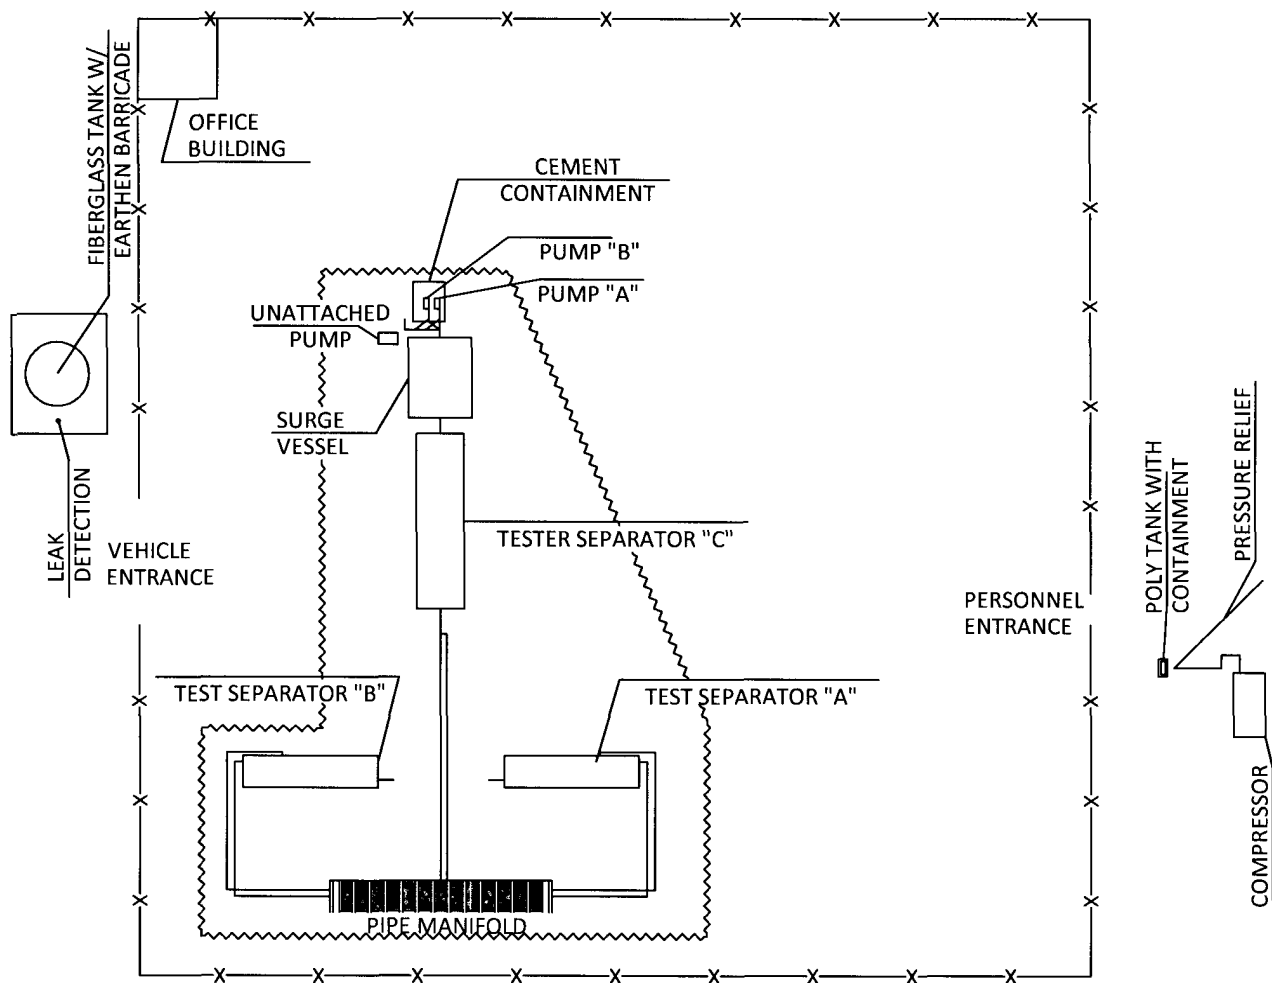 FIBERGLASS TANK W/
EARTHEN BARRICADE
OFFICE
BUILDING
CEMENT
CONTAINMENT
PUMP "B"
PUMP "A"
UNATTACHED
PUMP
SURGE
VESSEL
TESTER SEPARATOR "C"
LEAK
DETECTION
VEHICLE
ENTRANCE
PERSONNEL
ENTRANCE
POLY TANK WITH
CONTAINMENT
PRESSURE RELIEF
TEST SEPARATOR "B"
TEST SEPARATOR "A"
COMPRESSOR
PIPE MANIFOLD